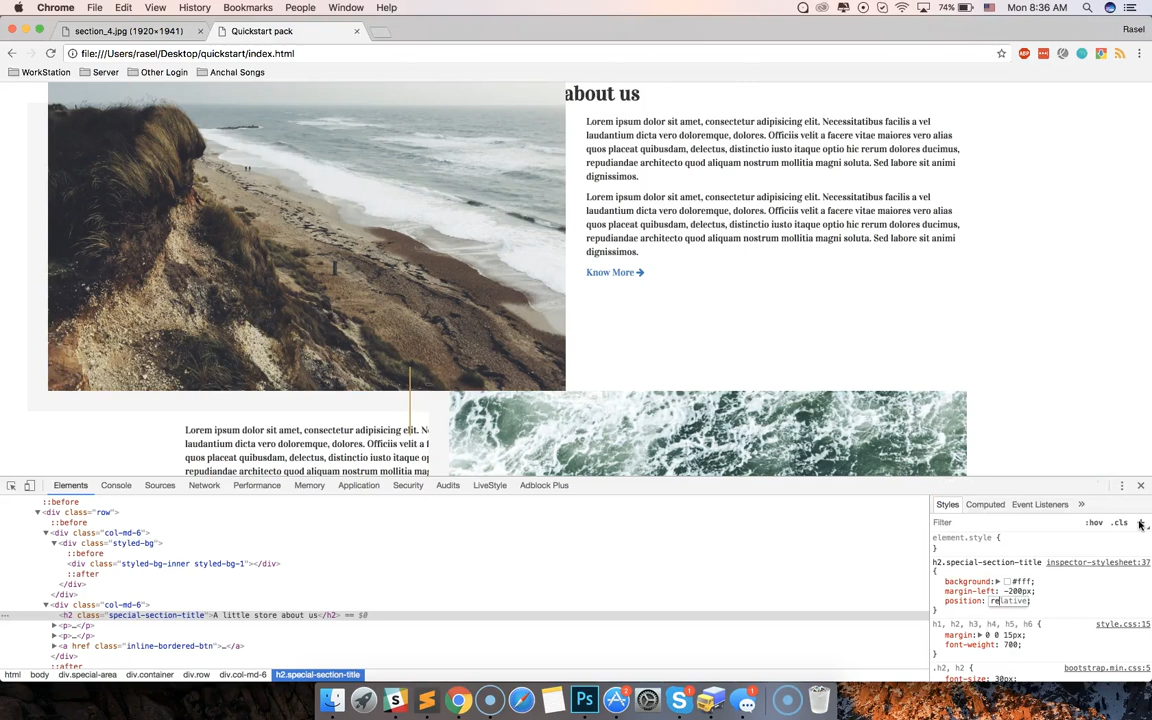 Chrome File Edit View History Bookmarks People Window Help 74% Mon 8:36 AM
section_4.jpg (1920×1941) Quickstart pack Rasel
file:///Users/rasel/Desktop/quickstart/index.html ABP
WorkStation Server Other Login Anchal Songs
about us
Lorem ipsum dolor sit amet, consectetur adipisicing elit. Necessitatibus facilis a vel
laudantium dicta vero doloremque, dolores. Officiis velit a facere vitae maiores vero alias
quos placeat quibusdam, delectus, distinctio iusto itaque optio hic rerum dolores ducimus,
repudiandae architecto quod aliquam nostrum mollitia magni soluta. Sed labore sit animi
dignissimos.
Lorem ipsum dolor sit amet, consectetur adipisicing elit. Necessitatibus facilis a vel
laudantium dicta vero doloremque, dolores. Officiis velit a facere vitae maiores vero alias
quos placeat quibusdam, delectus, distinctio iusto itaque optio hic rerum dolores ducimus,
repudiandae architecto quod aliquam nostrum mollitia magni soluta. Sed labore sit animi
dignissimos.
Know More
Lorem ipsum dolor sit amet, consectetur adipisicing elit. N
laudantium dicta vero doloremque, dolores. Officiis velit a f
quos placeat quibusdam, delectus, distinctio iusto itaque op
repudiandae architecto quod aliquam nostrum mollitia mag
Elements Console Sources Network Performance Memory Application Security Audits LiveStyle Adblock Plus
::before
<div class="row">
::before
<div class="col-md-6">
<div class="styled-bg">
::before
<div class="styled-bg-inner styled-bg-1"></div>
::after
</div>
</div>
<div class="col-md-6">
... <h2 class="special-section-title">A little store about us</h2> == $0
<p>…</p>
<p>…</p>
<a href class="inline-bordered-btn">…</a>
</div>
::after
html body div.special-area div.container div.row div.col-md-6 h2.special-section-title
Styles Computed Event Listeners »
Filter :hov .cls
element.style {
}
h2.special-section-title inspector-stylesheet:37
{
background: #fff;
margin-left: -200px;
position: relative;
}
h1, h2, h3, h4, h5, h6 { style.css:15
margin: 0 0 15px;
font-weight: 700;
}
.h2, h2 { bootstrap.min.css:5
font-size: 30px;